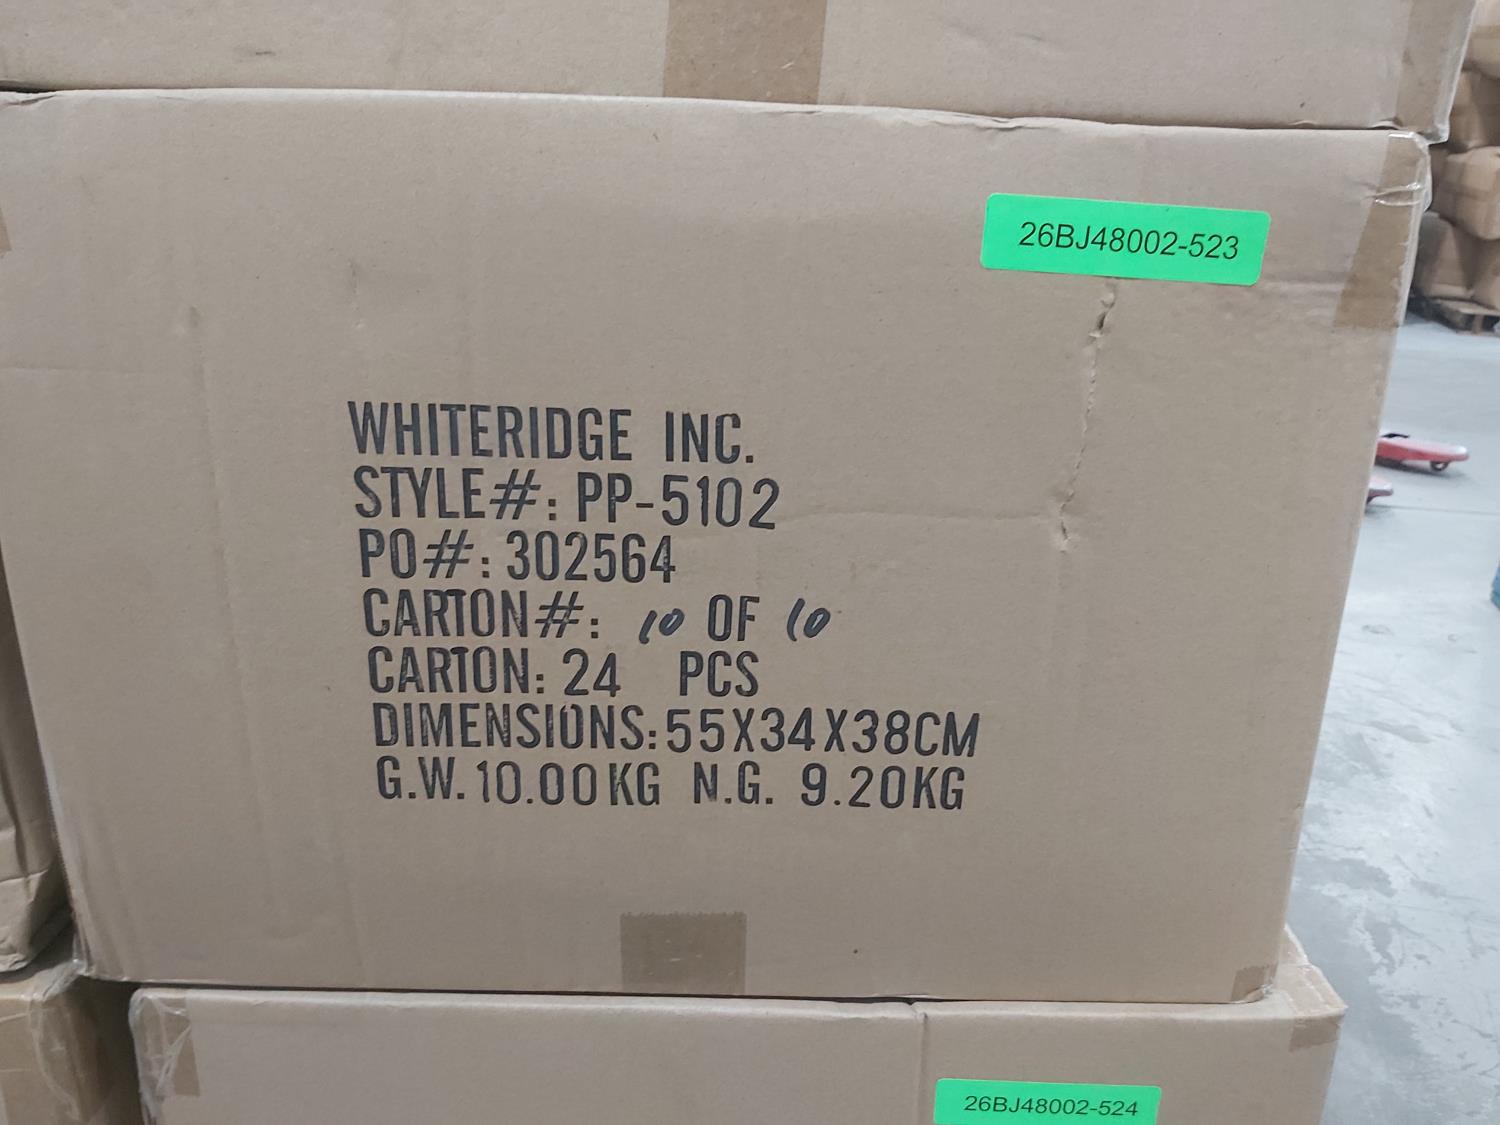 26BJ48002-523
WHITERIDGE INC.
STYLE#: PP-5102
PO#: 302564
CARTON#: 10 OF 10
CARTON: 24 PCS
DIMENSIONS:55X34X38CM
G.W. 10.00KG N.G. 9.20KG
26BJ48002-524